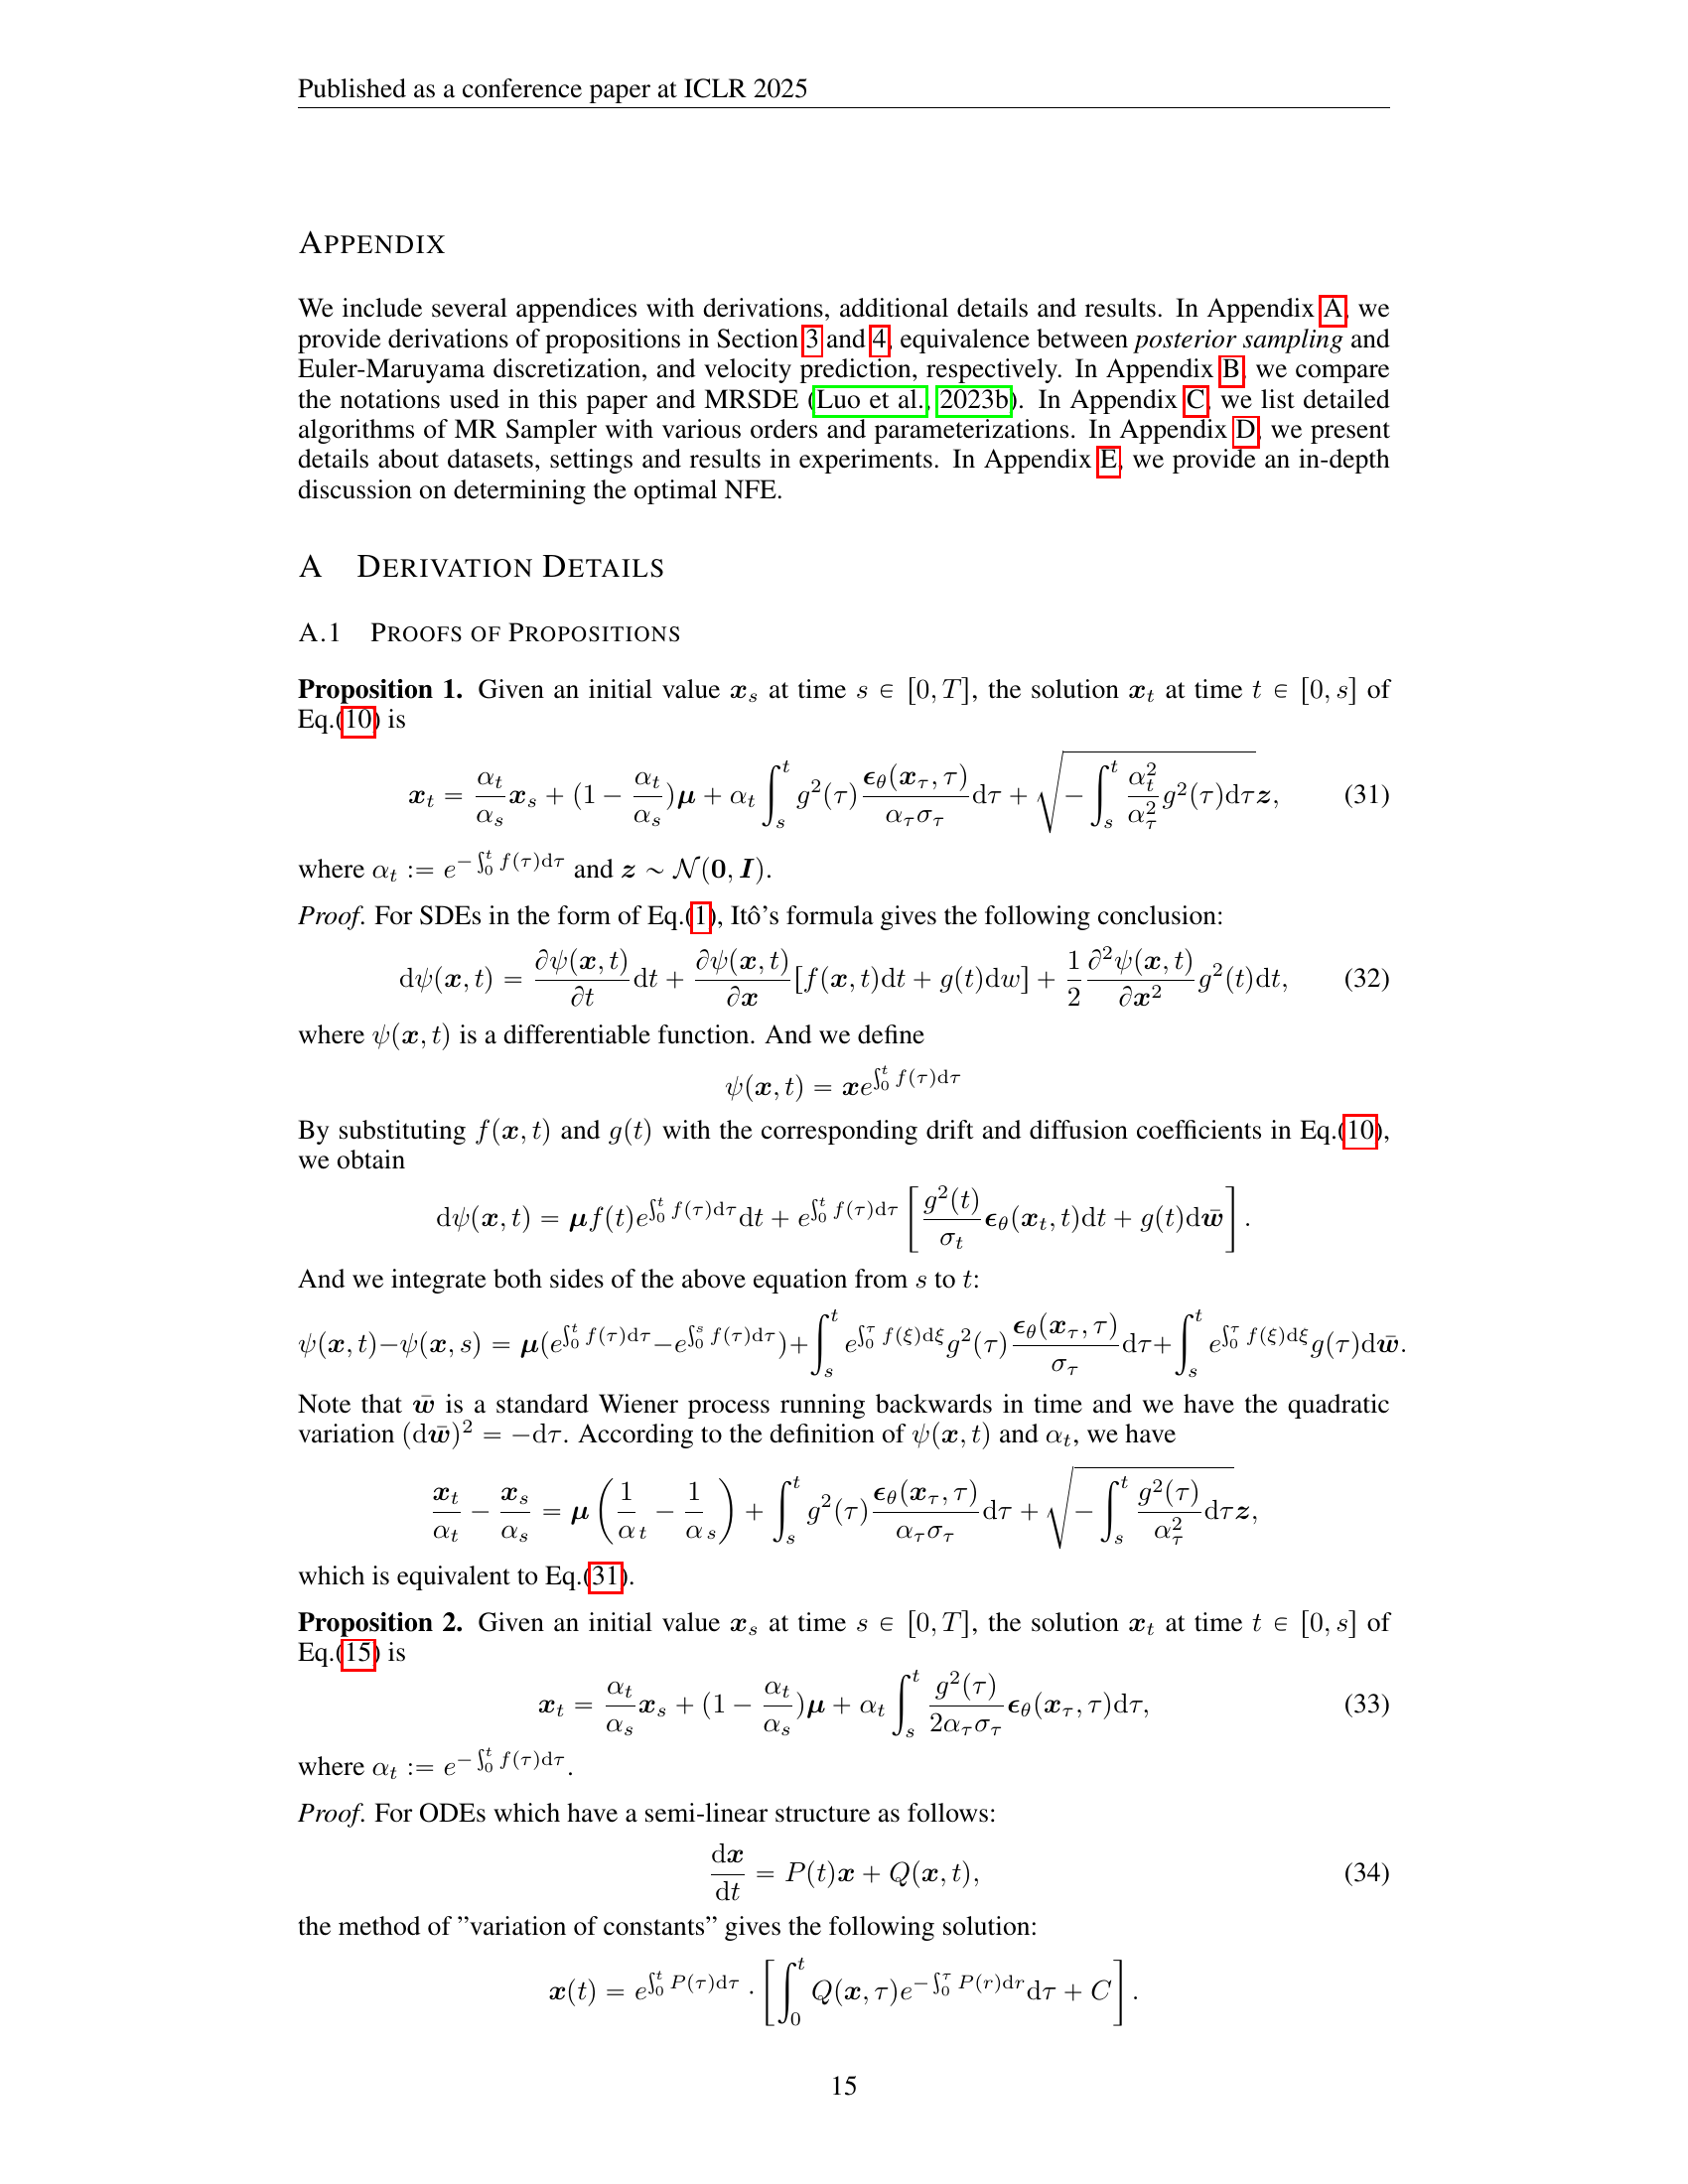 Published as a conference paper at ICLR 2025
APPENDIX
We include several appendices with derivations, additional details and results. In Appendix A, we
provide derivations of propositions in Section 3 and 4, equivalence between posterior sampling and
Euler-Maruyama discretization, and velocity prediction, respectively. In Appendix B, we compare
the notations used in this paper and MRSDE (Luo et al., 2023b). In Appendix C, we list detailed
algorithms of MR Sampler with various orders and parameterizations. In Appendix D, we present
details about datasets, settings and results in experiments. In Appendix E, we provide an in-depth
discussion on determining the optimal NFE.
A DERIVATION DETAILS
A.1 PROOFS OF PROPOSITIONS
Proposition 1. Given an initial value $\boldsymbol{x}_s$ at time $s \in [0, T]$, the solution $\boldsymbol{x}_t$ at time $t \in [0, s]$ of
Eq.(10) is
$\boldsymbol{x}_t = \frac{\alpha_t}{\alpha_s}\boldsymbol{x}_s + (1 - \frac{\alpha_t}{\alpha_s})\boldsymbol{\mu} + \alpha_t \int_s^t g^2(\tau)\frac{\boldsymbol{\epsilon}_\theta(\boldsymbol{x}_\tau, \tau)}{\alpha_\tau \sigma_\tau}\mathrm{d}\tau + \sqrt{-\int_s^t \frac{\alpha_t^2}{\alpha_\tau^2} g^2(\tau)\mathrm{d}\tau}\boldsymbol{z},$ (31)
where $\alpha_t := e^{-\int_0^t f(\tau)\mathrm{d}\tau}$ and $\boldsymbol{z} \sim \mathcal{N}(\boldsymbol{0}, \boldsymbol{I})$.
Proof. For SDEs in the form of Eq.(1), Itô's formula gives the following conclusion:
$\mathrm{d}\psi(\boldsymbol{x}, t) = \frac{\partial \psi(\boldsymbol{x}, t)}{\partial t}\mathrm{d}t + \frac{\partial \psi(\boldsymbol{x}, t)}{\partial \boldsymbol{x}}[f(\boldsymbol{x}, t)\mathrm{d}t + g(t)\mathrm{d}w] + \frac{1}{2}\frac{\partial^2 \psi(\boldsymbol{x}, t)}{\partial \boldsymbol{x}^2}g^2(t)\mathrm{d}t,$ (32)
where $\psi(\boldsymbol{x}, t)$ is a differentiable function. And we define
$\psi(\boldsymbol{x}, t) = \boldsymbol{x}e^{\int_0^t f(\tau)\mathrm{d}\tau}$
By substituting $f(\boldsymbol{x}, t)$ and $g(t)$ with the corresponding drift and diffusion coefficients in Eq.(10),
we obtain
$\mathrm{d}\psi(\boldsymbol{x}, t) = \boldsymbol{\mu}f(t)e^{\int_0^t f(\tau)\mathrm{d}\tau}\mathrm{d}t + e^{\int_0^t f(\tau)\mathrm{d}\tau}\left[\frac{g^2(t)}{\sigma_t}\boldsymbol{\epsilon}_\theta(\boldsymbol{x}_t, t)\mathrm{d}t + g(t)\mathrm{d}\bar{\boldsymbol{w}}\right].$
And we integrate both sides of the above equation from $s$ to $t$:
$\psi(\boldsymbol{x}, t) - \psi(\boldsymbol{x}, s) = \boldsymbol{\mu}(e^{\int_0^t f(\tau)\mathrm{d}\tau} - e^{\int_0^s f(\tau)\mathrm{d}\tau}) + \int_s^t e^{\int_0^\tau f(\xi)\mathrm{d}\xi}g^2(\tau)\frac{\boldsymbol{\epsilon}_\theta(\boldsymbol{x}_\tau, \tau)}{\sigma_\tau}\mathrm{d}\tau + \int_s^t e^{\int_0^\tau f(\xi)\mathrm{d}\xi}g(\tau)\mathrm{d}\bar{\boldsymbol{w}}.$
Note that $\bar{\boldsymbol{w}}$ is a standard Wiener process running backwards in time and we have the quadratic
variation $(\mathrm{d}\bar{\boldsymbol{w}})^2 = -\mathrm{d}\tau$. According to the definition of $\psi(\boldsymbol{x}, t)$ and $\alpha_t$, we have
$\frac{\boldsymbol{x}_t}{\alpha_t} - \frac{\boldsymbol{x}_s}{\alpha_s} = \boldsymbol{\mu}\left(\frac{1}{\alpha_t} - \frac{1}{\alpha_s}\right) + \int_s^t g^2(\tau)\frac{\boldsymbol{\epsilon}_\theta(\boldsymbol{x}_\tau, \tau)}{\alpha_\tau \sigma_\tau}\mathrm{d}\tau + \sqrt{-\int_s^t \frac{g^2(\tau)}{\alpha_\tau^2}\mathrm{d}\tau}\boldsymbol{z},$
which is equivalent to Eq.(31).
Proposition 2. Given an initial value $\boldsymbol{x}_s$ at time $s \in [0, T]$, the solution $\boldsymbol{x}_t$ at time $t \in [0, s]$ of
Eq.(15) is
$\boldsymbol{x}_t = \frac{\alpha_t}{\alpha_s}\boldsymbol{x}_s + (1 - \frac{\alpha_t}{\alpha_s})\boldsymbol{\mu} + \alpha_t \int_s^t \frac{g^2(\tau)}{2\alpha_\tau \sigma_\tau}\boldsymbol{\epsilon}_\theta(\boldsymbol{x}_\tau, \tau)\mathrm{d}\tau,$ (33)
where $\alpha_t := e^{-\int_0^t f(\tau)\mathrm{d}\tau}$.
Proof. For ODEs which have a semi-linear structure as follows:
$\frac{\mathrm{d}\boldsymbol{x}}{\mathrm{d}t} = P(t)\boldsymbol{x} + Q(\boldsymbol{x}, t),$ (34)
the method of ”variation of constants” gives the following solution:
$\boldsymbol{x}(t) = e^{\int_0^t P(\tau)\mathrm{d}\tau} \cdot \left[\int_0^t Q(\boldsymbol{x}, \tau)e^{-\int_0^\tau P(r)\mathrm{d}r}\mathrm{d}\tau + C\right].$
15